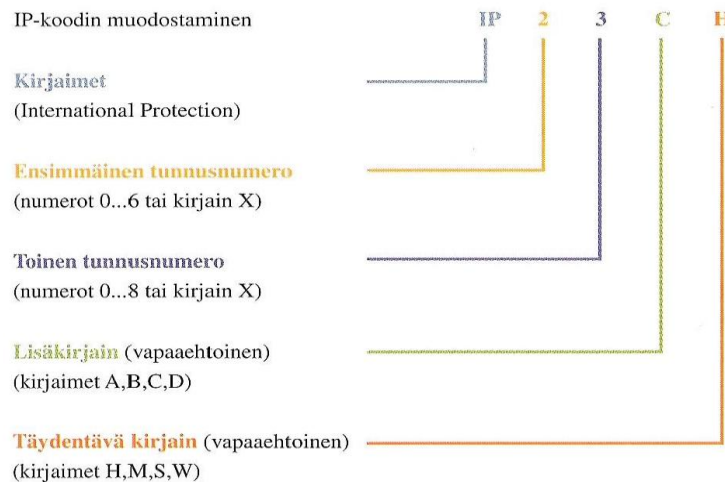 IP-koodin muodostaminen IP 2 3 C H
Kirjaimet
(International Protection)
Ensimmäinen tunnusnumero
(numerot 0...6 tai kirjain X)
Toinen tunnusnumero
(numerot 0...8 tai kirjain X)
Lisäkirjain (vapaaehtoinen)
(kirjaimet A,B,C,D)
Täydentävä kirjain (vapaaehtoinen)
(kirjaimet H,M,S,W)